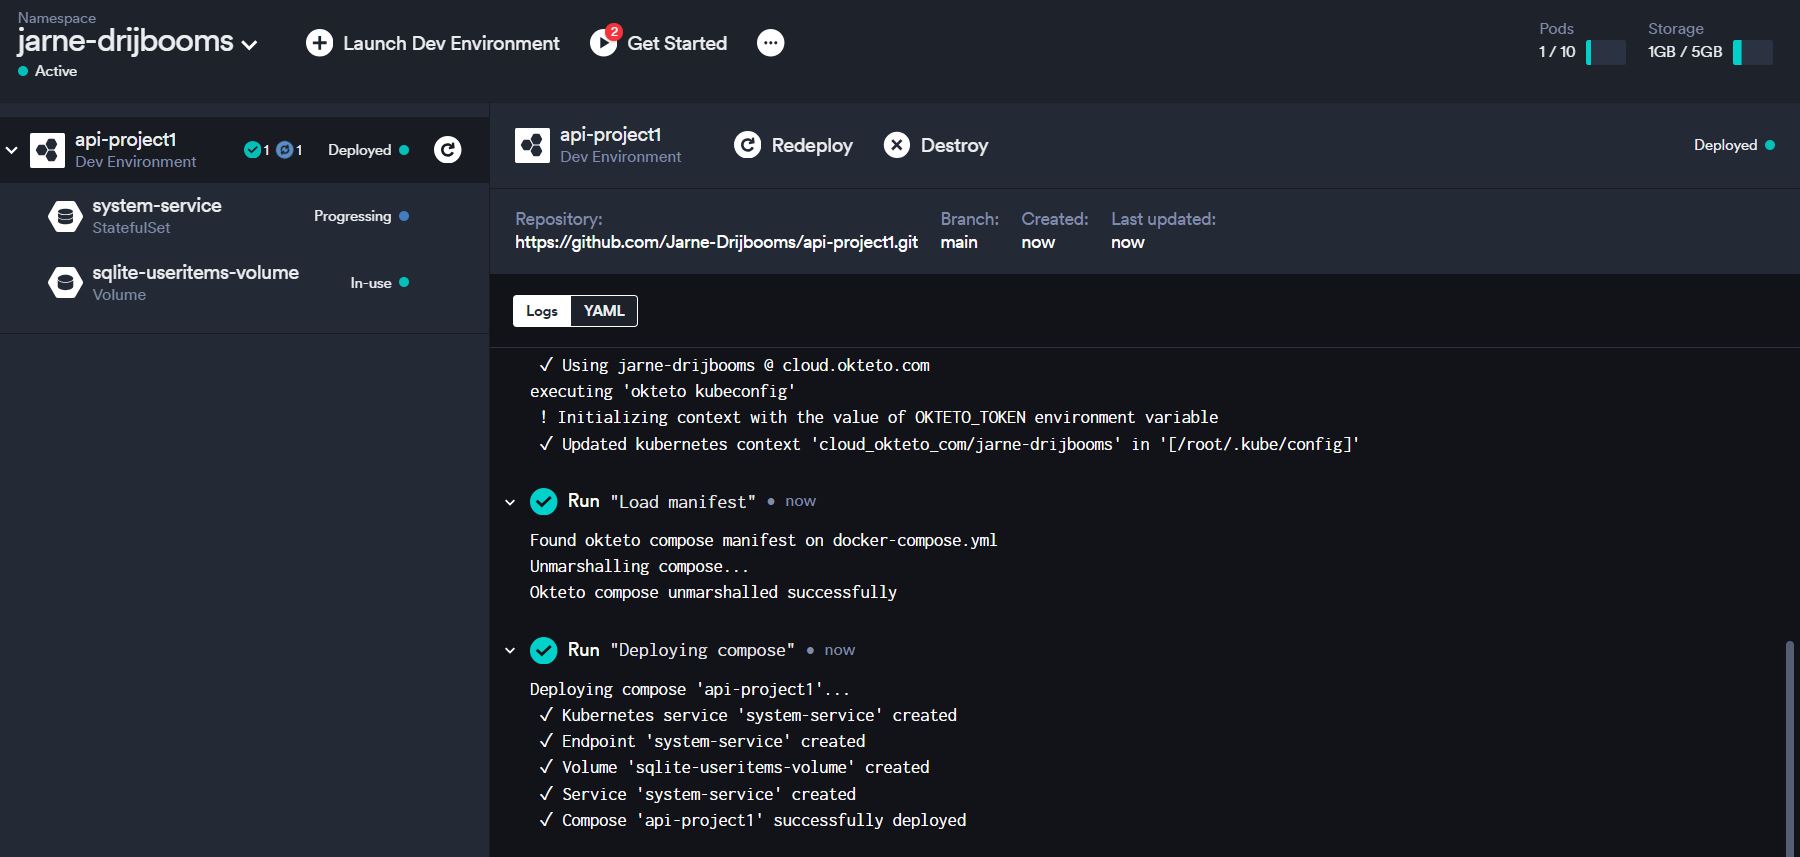 Namespace
jarne-drijbooms
Active
Launch Dev Environment
2
Get Started
Pods
1 / 10
Storage
1GB / 5GB
api-project1
Dev Environment
1 1
Deployed
system-service
StatefulSet
Progressing
sqlite-useritems-volume
Volume
In-use
api-project1
Dev Environment
Redeploy
Destroy
Deployed
Repository:
https://github.com/Jarne-Drijbooms/api-project1.git
Branch:
main
Created:
now
Last updated:
now
Logs
YAML
✓ Using jarne-drijbooms @ cloud.okteto.com
executing 'okteto kubeconfig'
! Initializing context with the value of OKTETO_TOKEN environment variable
✓ Updated kubernetes context 'cloud_okteto_com/jarne-drijbooms' in '[/root/.kube/config]'
Run "Load manifest" • now
Found okteto compose manifest on docker-compose.yml
Unmarshalling compose...
Okteto compose unmarshalled successfully
Run "Deploying compose" • now
Deploying compose 'api-project1'...
✓ Kubernetes service 'system-service' created
✓ Endpoint 'system-service' created
✓ Volume 'sqlite-useritems-volume' created
✓ Service 'system-service' created
✓ Compose 'api-project1' successfully deployed